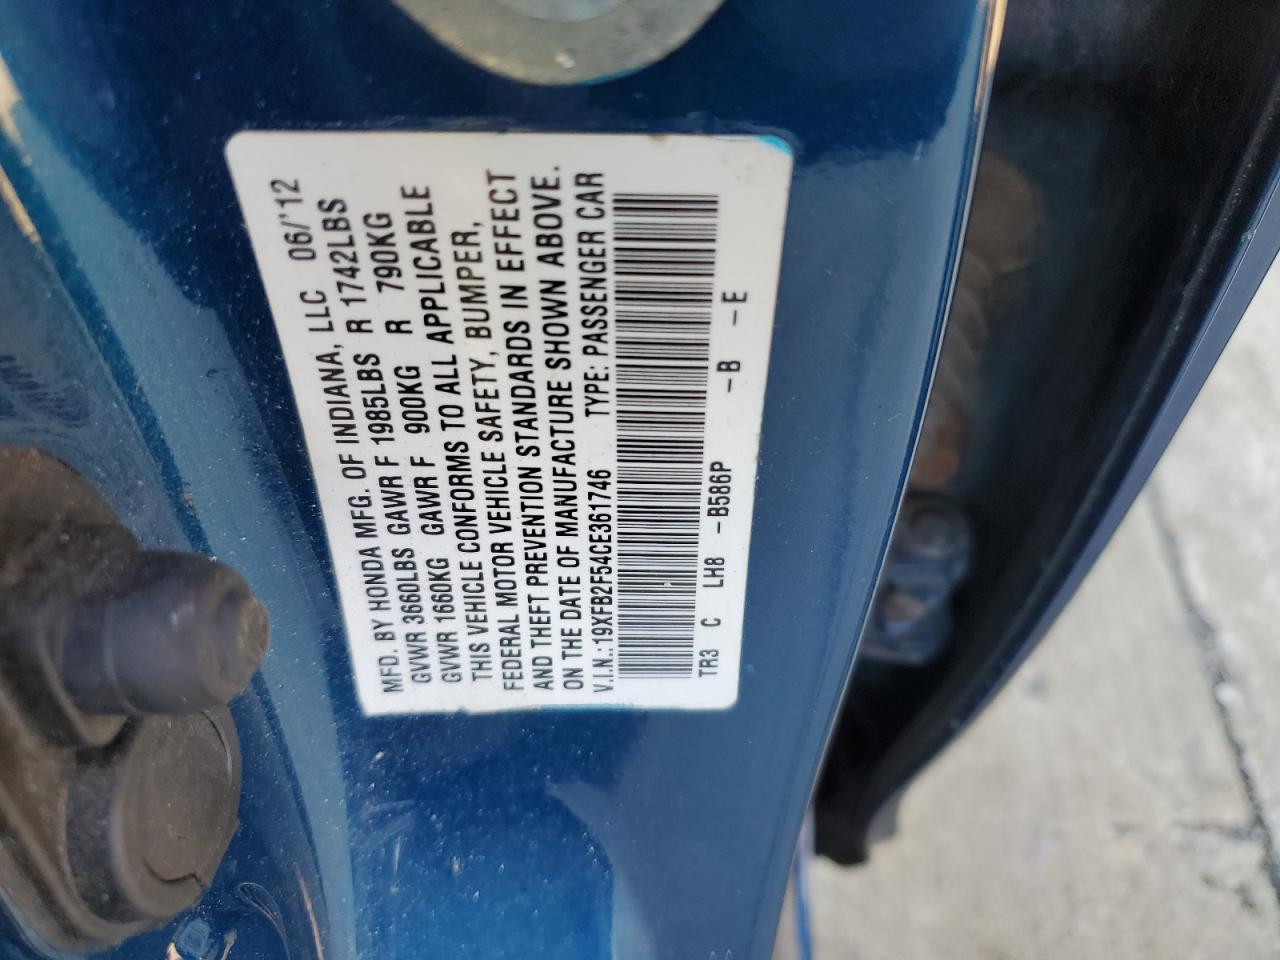 MFD. BY HONDA MFG. OF INDIANA, LLC 06/'12
GVWR 3660LBS GAWR F 1985LBS R 1742LBS
GVWR 1660KG GAWR F 900KG R 790KG
THIS VEHICLE CONFORMS TO ALL APPLICABLE
FEDERAL MOTOR VEHICLE SAFETY, BUMPER,
AND THEFT PREVENTION STANDARDS IN EFFECT
ON THE DATE OF MANUFACTURE SHOWN ABOVE.
V.I.N.:19XFB2F54CE361746 TYPE: PASSENGER CAR
TR3 C LH8 -B586P -B -E